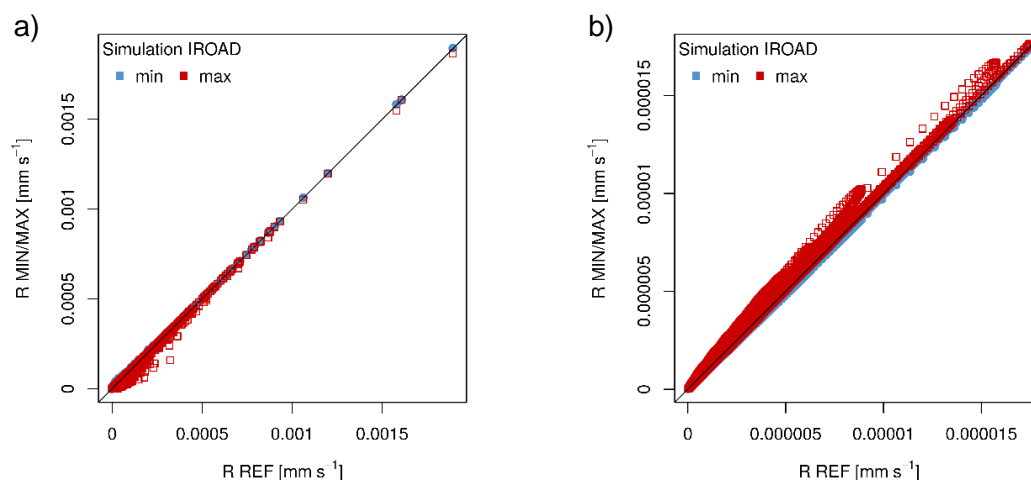 a)
Simulation IROAD
min max
R MIN/MAX [mm s⁻¹]
0.0015
0.001
0.0005
0
0 0.0005 0.001 0.0015
R REF [mm s⁻¹]
b)
Simulation IROAD
min max
R MIN/MAX [mm s⁻¹]
0.000015
0.00001
0.000005
0
0 0.000005 0.00001 0.000015
R REF [mm s⁻¹]